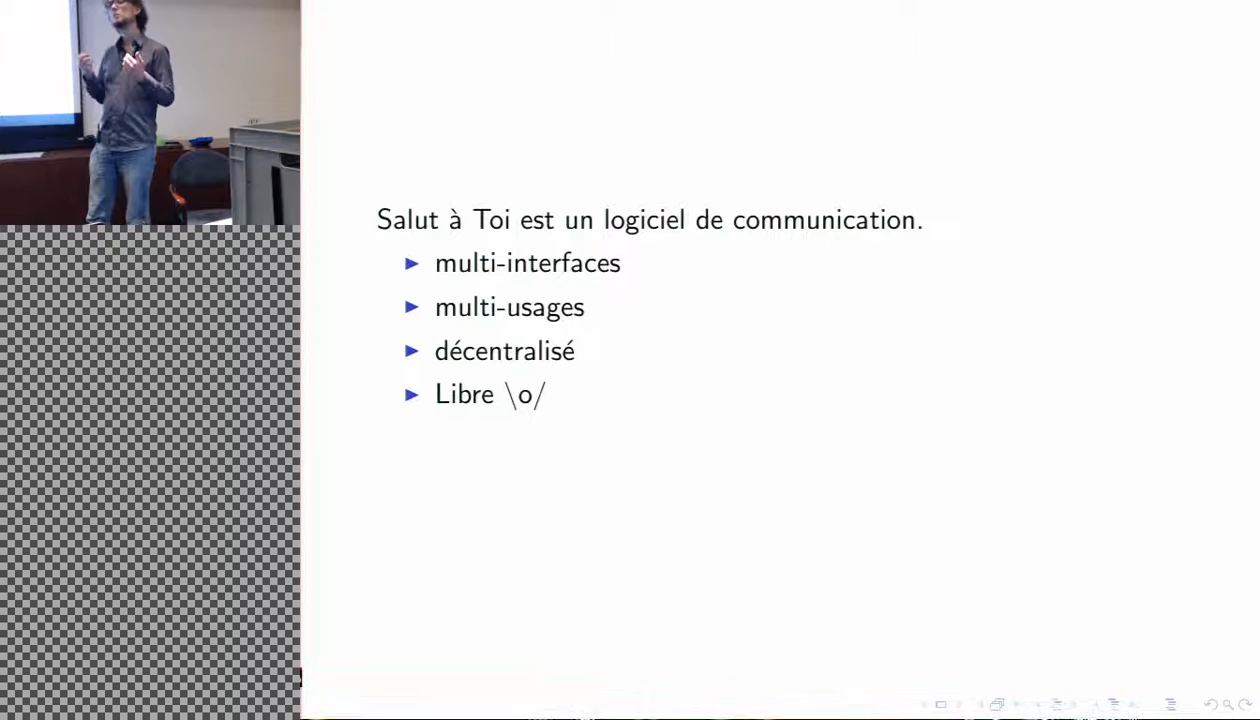 Salut à Toi est un logiciel de communication.
multi-interfaces
multi-usages
décentralisé
Libre \o/